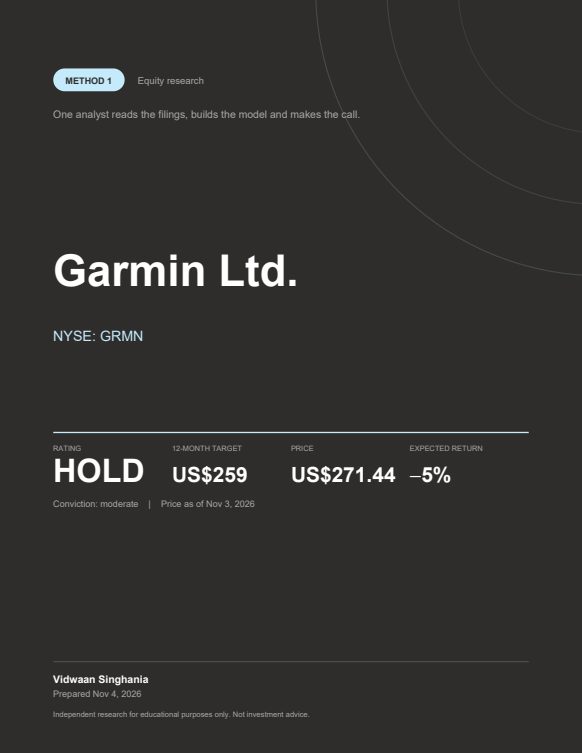 METHOD 1 Equity research
One analyst reads the filings, builds the model and makes the call.
Garmin Ltd.
NYSE: GRMN
RATING 12-MONTH TARGET PRICE EXPECTED RETURN
HOLD US$259 US$271.44 –5%
Conviction: moderate | Price as of Nov 3, 2026
Vidwaan Singhania
Prepared Nov 4, 2026
Independent research for educational purposes only. Not investment advice.